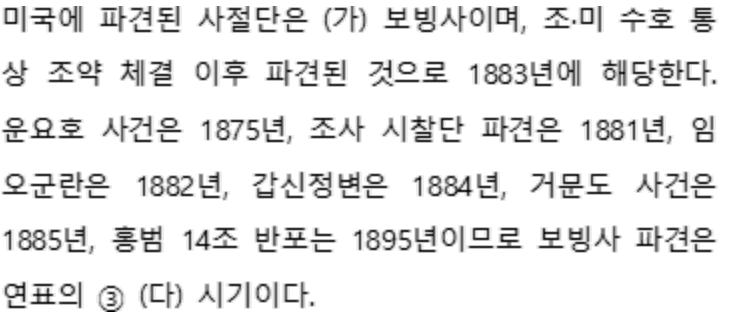 미국에 파견된 사절단은 (가) 보빙사이며, 조·미 수호 통
상 조약 체결 이후 파견된 것으로 1883년에 해당한다.
운요호 사건은 1875년, 조사 시찰단 파견은 1881년, 임
오군란은 1882년, 갑신정변은 1884년, 거문도 사건은
1885년, 홍범 14조 반포는 1895년이므로 보빙사 파견은
연표의 ③ (다) 시기이다.